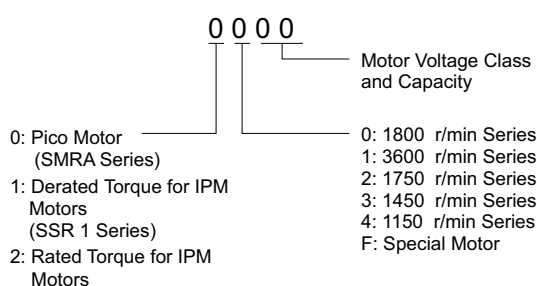 0 0 0 0
Motor Voltage Class
and Capacity
0: Pico Motor
(SMRA Series)
1: Derated Torque for IPM
Motors
(SSR 1 Series)
2: Rated Torque for IPM
Motors
0: 1800 r/min Series
1: 3600 r/min Series
2: 1750 r/min Series
3: 1450 r/min Series
4: 1150 r/min Series
F: Special Motor